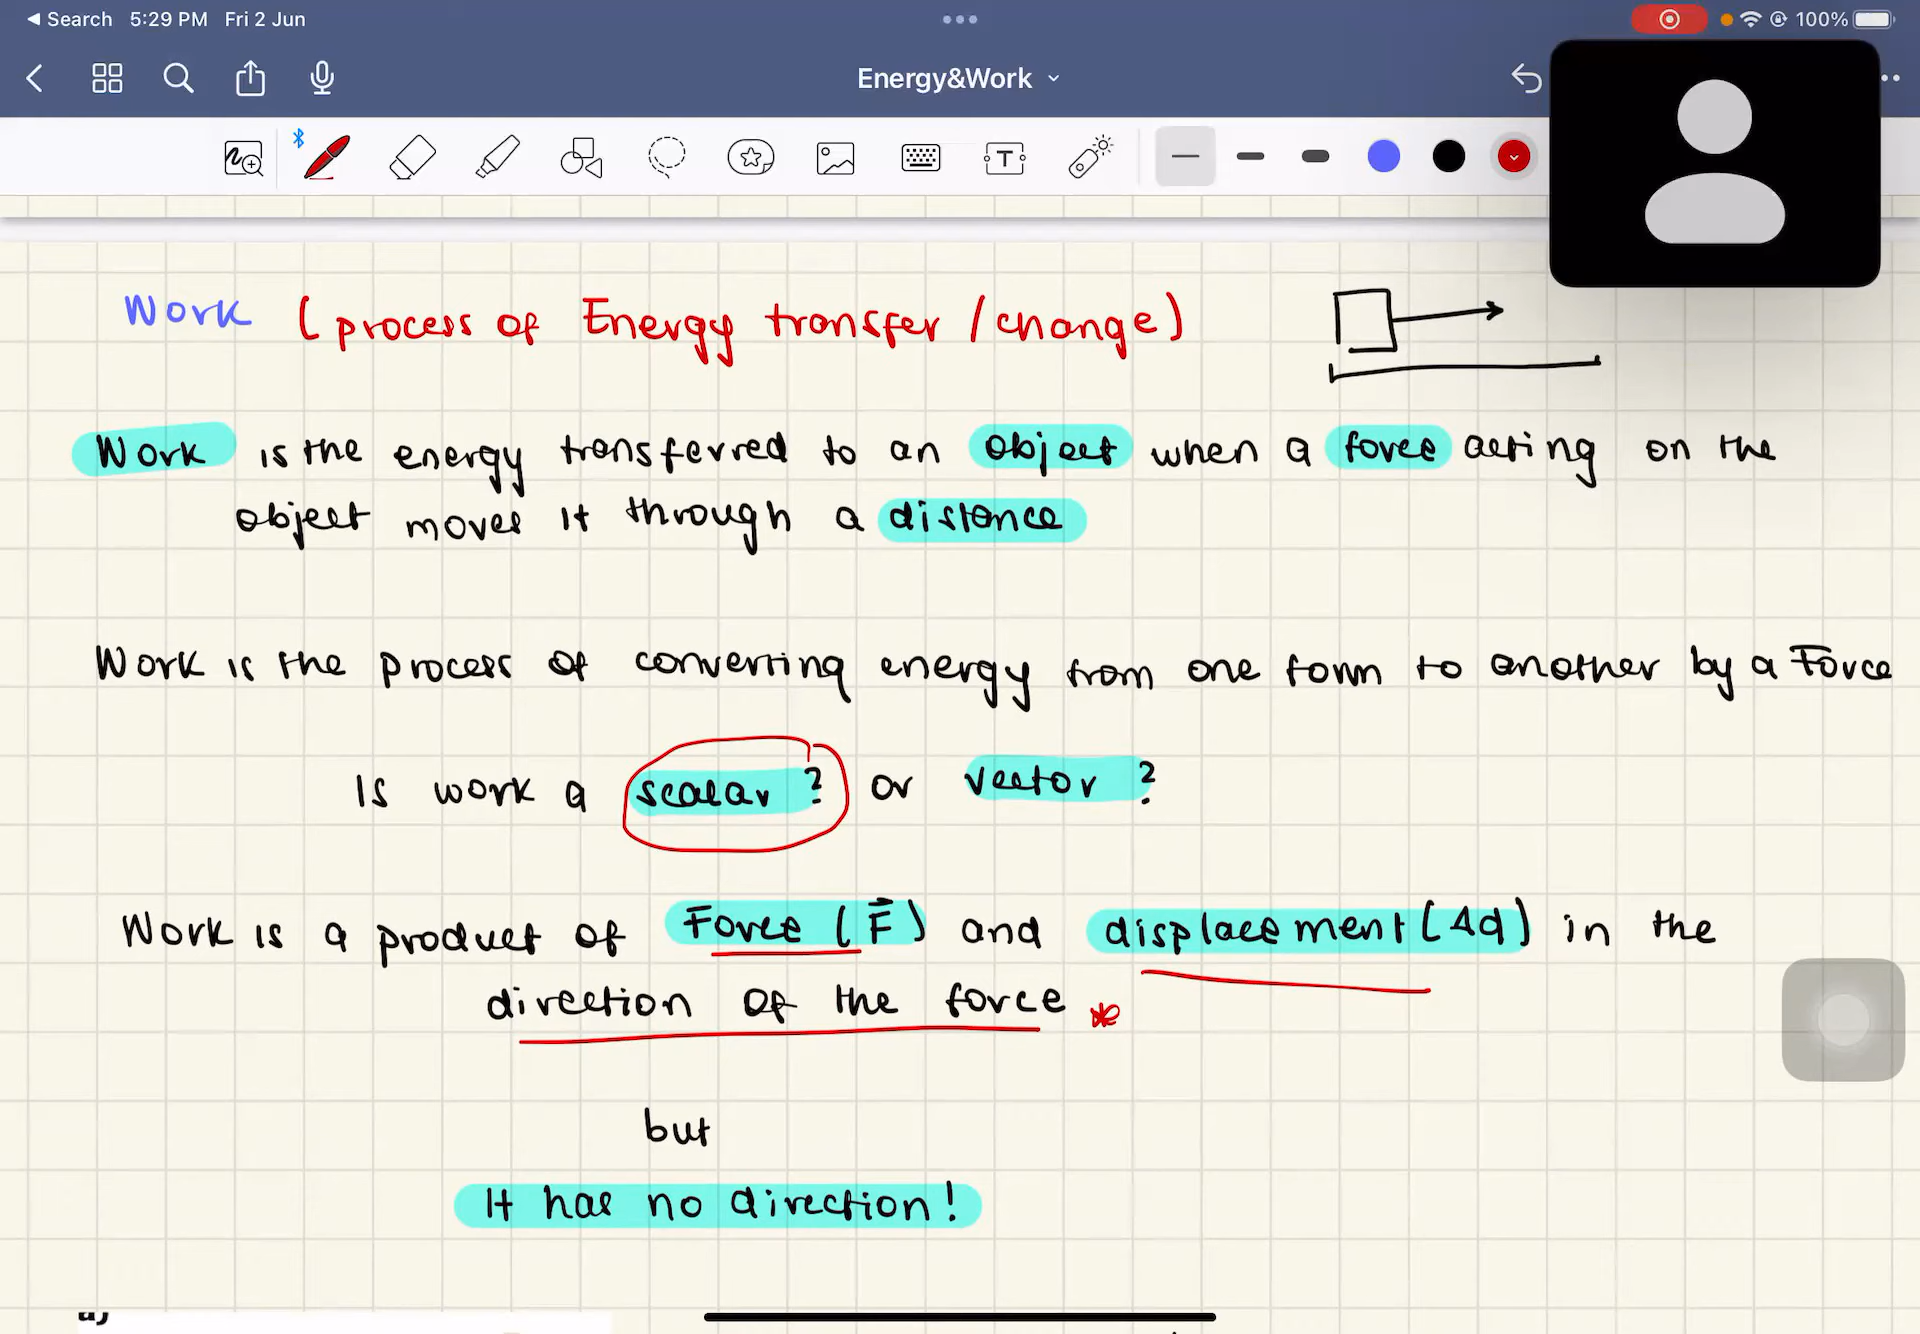 Search 5:29 PM Fri 2 Jun
100%
Energy&Work
T
Work (process of Energy transfer / change)
Work is the energy transferred to an object when a force acting on the
object moves it through a distance
Work is the process of converting energy from one form to another by a Force
Is work a scalar ? or vector ?
Work is a product of Force (F⃗) and displacement (Δd) in the
direction of the force *
but
It has no direction!
a)